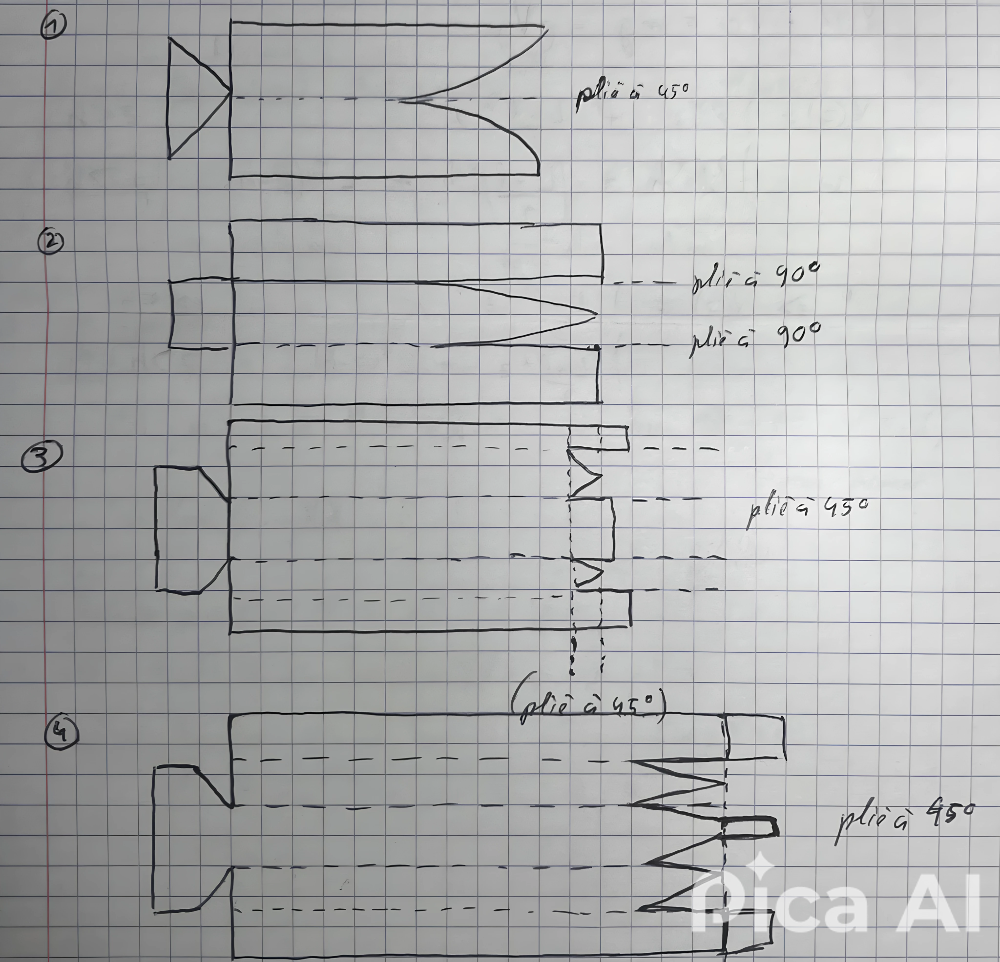 1
plié à 45°
2
plié à 90°
plié à 90°
3
plié à 45°
(plié à 45°)
4
plié à 45°
Pica AI